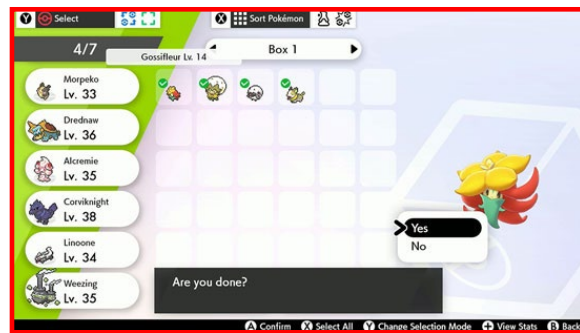 Y Select
X Sort Pokémon
4/7
Gossifleur Lv. 14
Box 1
Morpeko
Lv. 33
Drednaw
Lv. 36
Alcremie
Lv. 35
Corviknight
Lv. 38
Linoone
Lv. 34
Weezing
Lv. 35
Yes
No
Are you done?
A Confirm X Select All Y Change Selection Mode + View Stats B Back